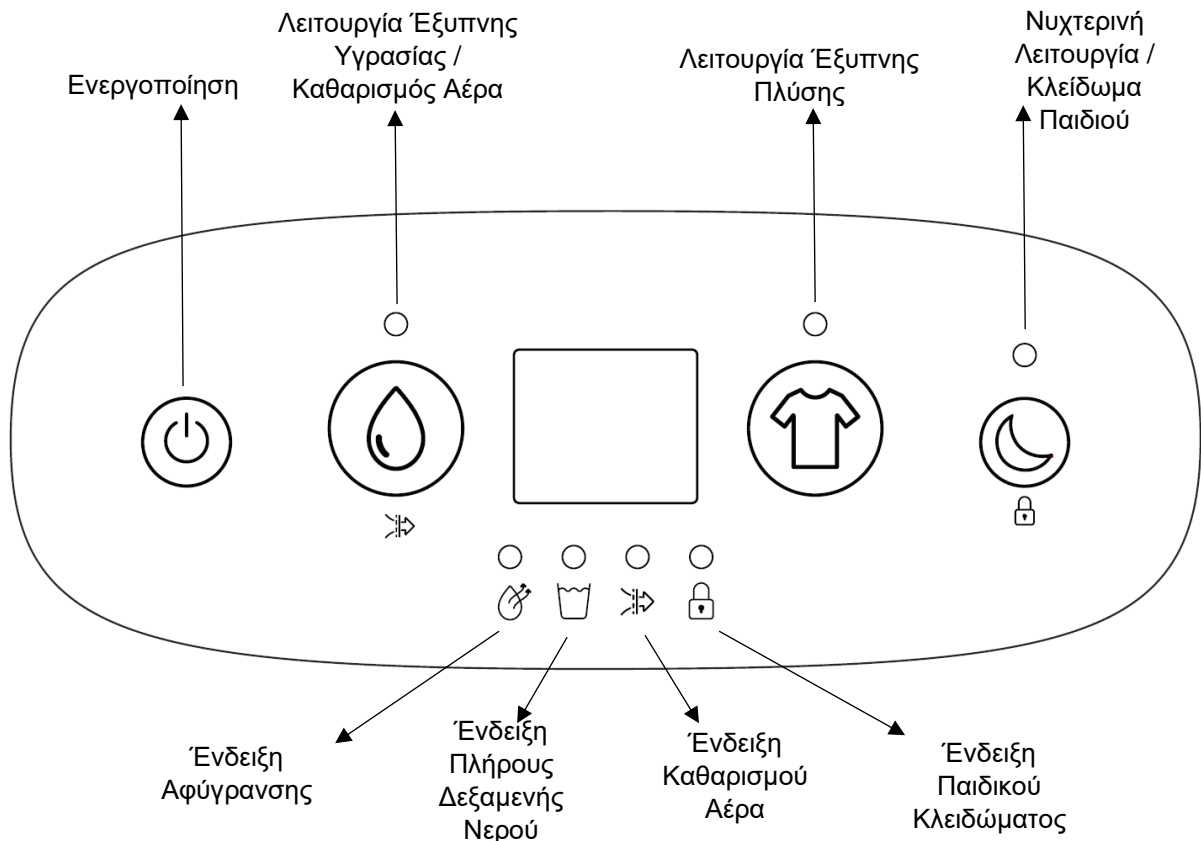 Ενεργοποίηση
Λειτουργία Έξυπνης
Υγρασίας /
Καθαρισμός Αέρα
Λειτουργία Έξυπνης
Πλύσης
Νυχτερινή
Λειτουργία /
Κλείδωμα
Παιδιού
Ένδειξη
Αφύγρανσης
Ένδειξη
Πλήρους
Δεξαμενής
Νερού
Ένδειξη
Καθαρισμού
Αέρα
Ένδειξη
Παιδικού
Κλειδώματος